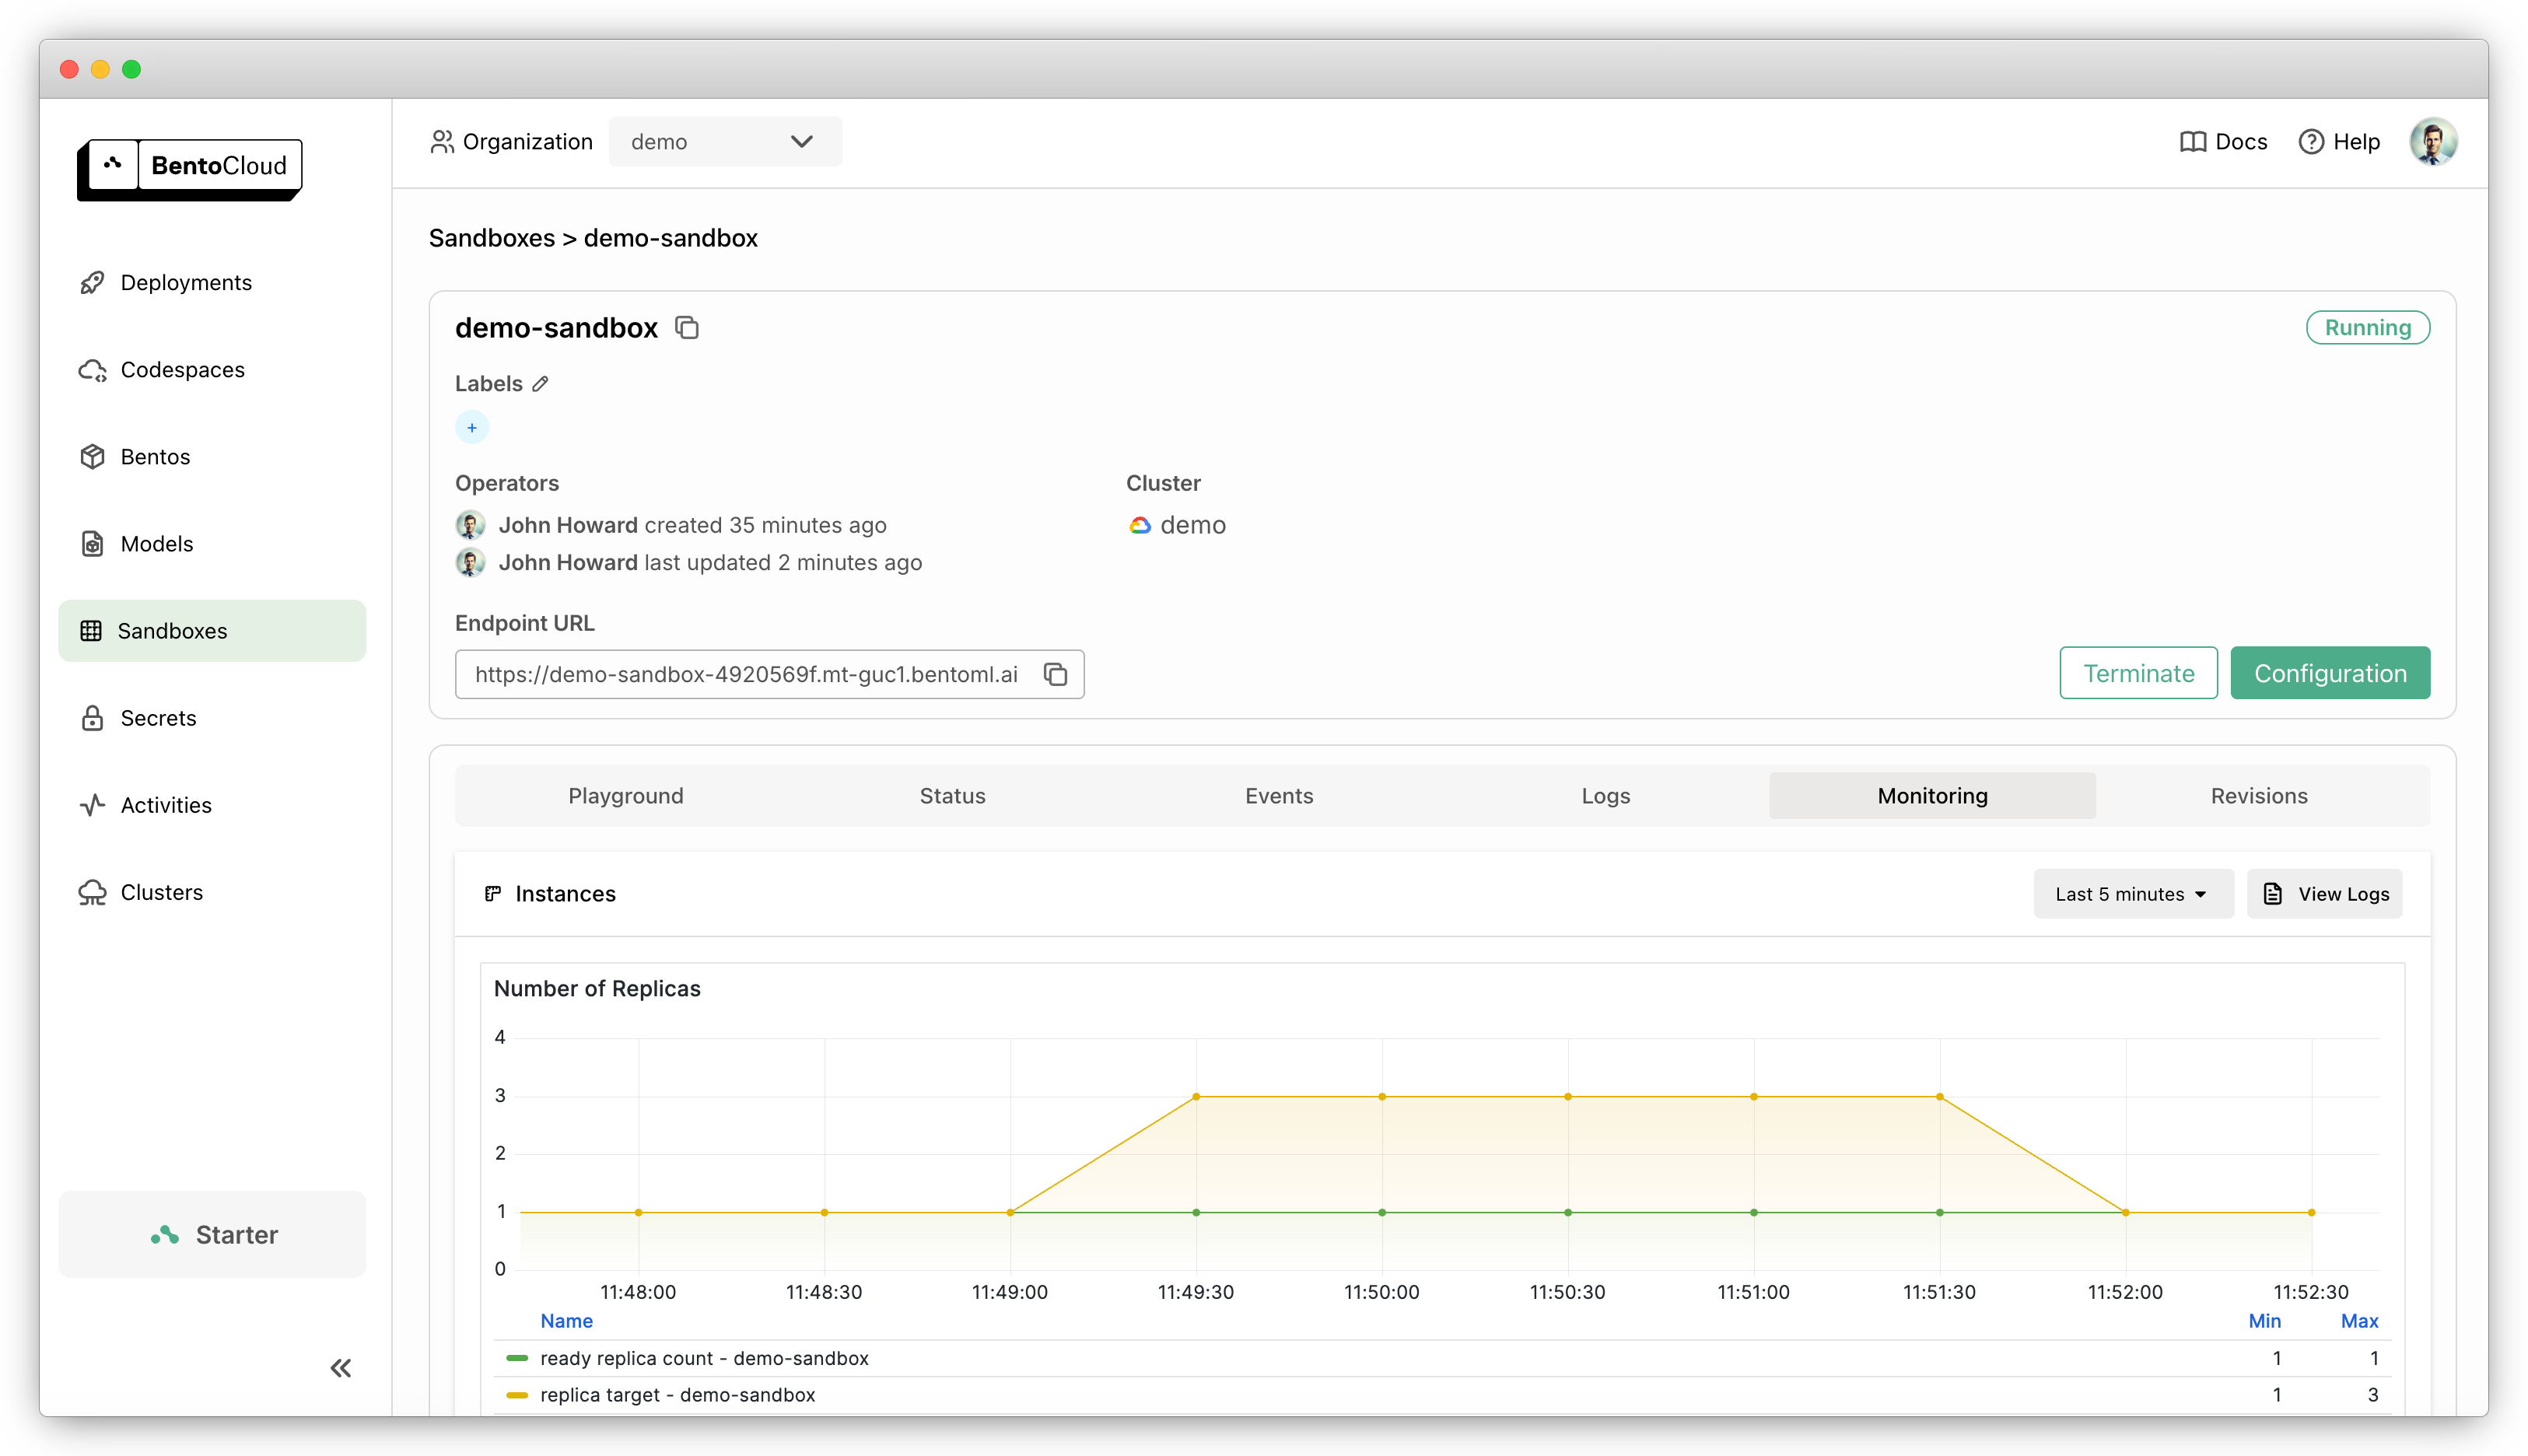 BentoCloud
Organization demo
Docs Help
Deployments
Codespaces
Bentos
Models
Sandboxes
Secrets
Activities
Clusters
Starter
Sandboxes > demo-sandbox
demo-sandbox
Running
Labels
+
Operators
John Howard created 35 minutes ago
John Howard last updated 2 minutes ago
Cluster
demo
Endpoint URL
https://demo-sandbox-4920569f.mt-guc1.bentoml.ai
Terminate Configuration
Playground Status Events Logs Monitoring Revisions
Instances
Last 5 minutes View Logs
Number of Replicas
4
3
2
1
0
11:48:00 11:48:30 11:49:00 11:49:30 11:50:00 11:50:30 11:51:00 11:51:30 11:52:00 11:52:30
Name Min Max
ready replica count - demo-sandbox 1 1
replica target - demo-sandbox 1 3